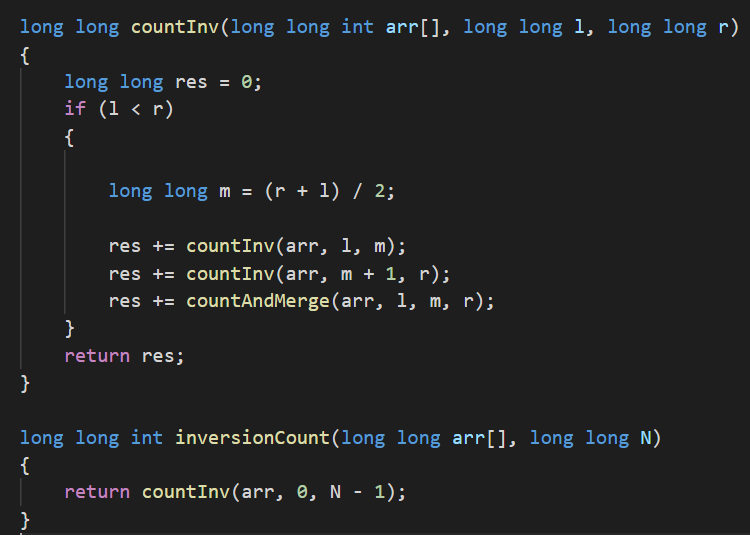 long long countInv(long long int arr[], long long l, long long r)
{
    long long res = 0;
    if (l < r)
    {
        long long m = (r + l) / 2;
        res += countInv(arr, l, m);
        res += countInv(arr, m + 1, r);
        res += countAndMerge(arr, l, m, r);
    }
    return res;
}
long long int inversionCount(long long arr[], long long N)
{
    return countInv(arr, 0, N - 1);
}